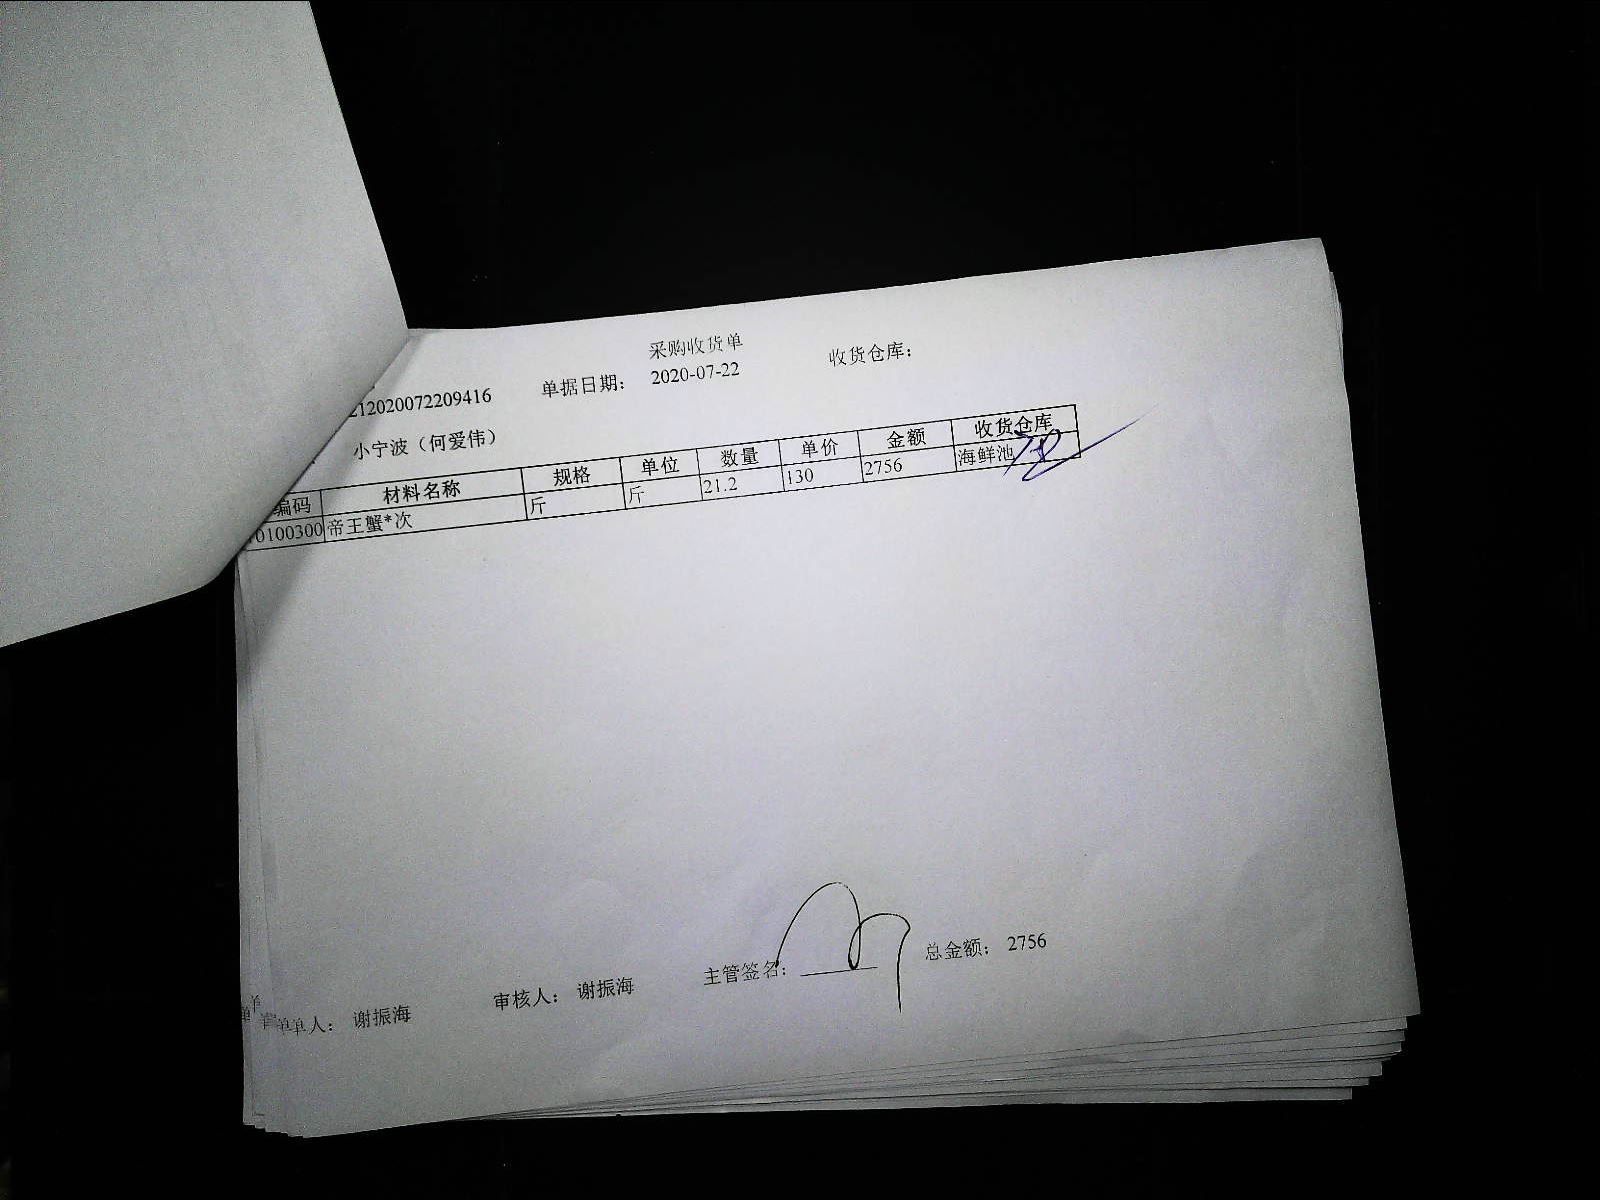 采购收货单
收货仓库：
212020072209416 单据日期： 2020-07-22
小宁波（何爱伟）
编码 材料名称 规格 单位 数量 单价 金额 收货仓库
0100300 帝王蟹*次 斤 斤 21.2 130 2756 海鲜池
单人： 谢振海 审核人： 谢振海 主管签名： 总金额： 2756